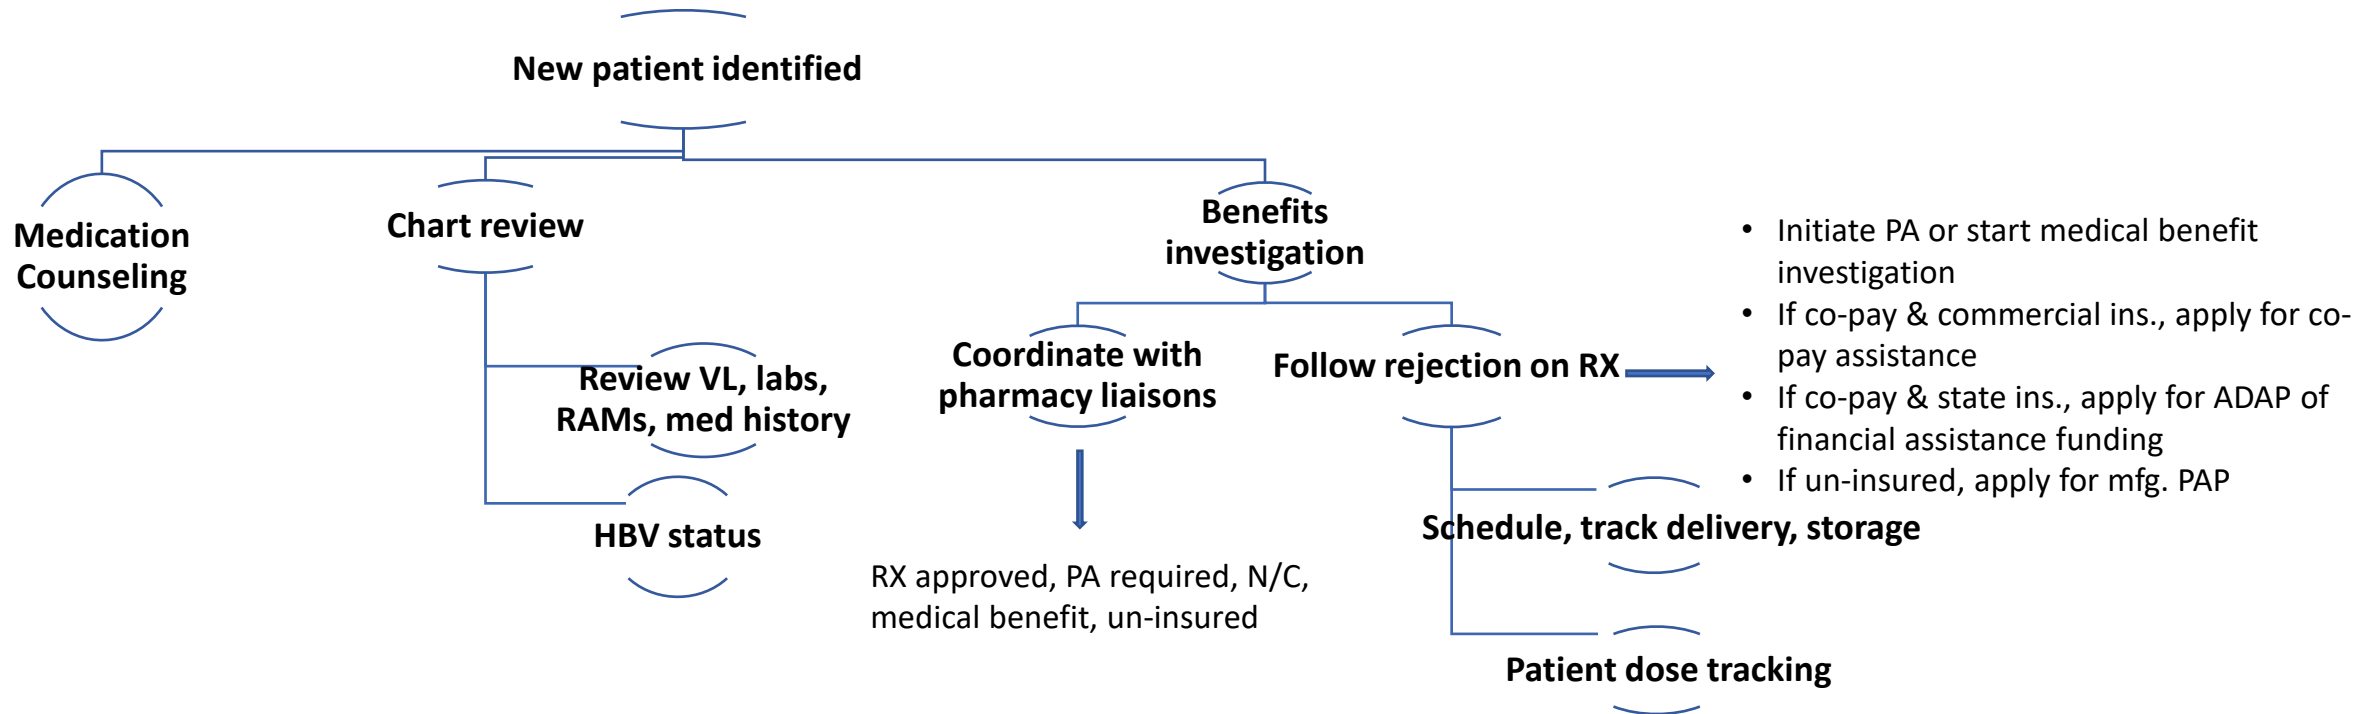 New patient identified
Medication
Counseling
Chart review
Review VL, labs,
RAMs, med history
HBV status
Benefits
investigation
Coordinate with
pharmacy liaisons
RX approved, PA required, N/C,
medical benefit, un-insured
Follow rejection on RX
• Initiate PA or start medical benefit
investigation
• If co-pay & commercial ins., apply for co-
pay assistance
• If co-pay & state ins., apply for ADAP of
financial assistance funding
• If un-insured, apply for mfg. PAP
Schedule, track delivery, storage
Patient dose tracking